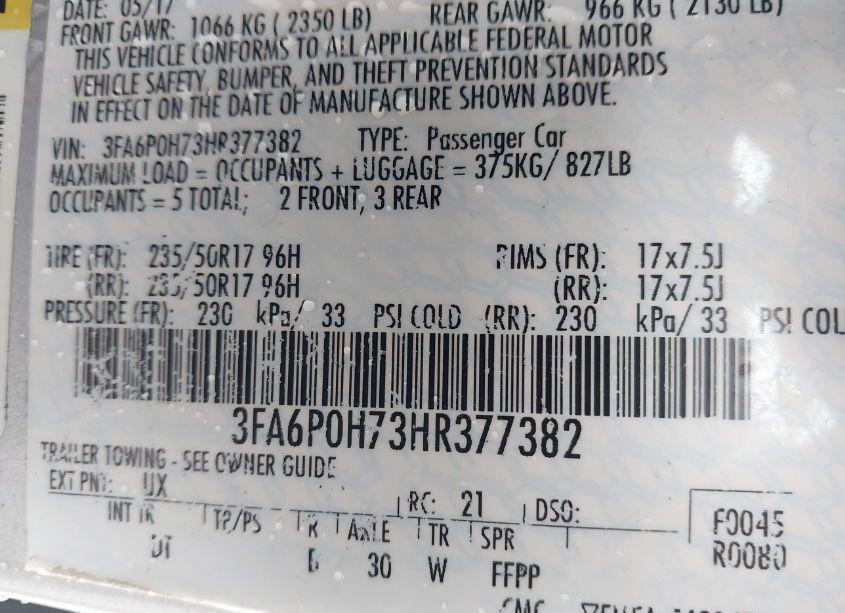 DATE: 05/17
FRONT GAWR: 1066 KG ( 2350 LB) REAR GAWR: 966 KG ( 2130 LB)
THIS VEHICLE CONFORMS TO ALL APPLICABLE FEDERAL MOTOR
VEHICLE SAFETY, BUMPER, AND THEFT PREVENTION STANDARDS
IN EFFECT ON THE DATE OF MANUFACTURE SHOWN ABOVE.
VIN: 3FA6P0H73HR377382 TYPE: Passenger Car
MAXIMUM LOAD = OCCUPANTS + LUGGAGE = 375KG/ 827LB
OCCUPANTS = 5 TOTAL; 2 FRONT, 3 REAR
TIRE (FR): 235/50R17 96H RIMS (FR): 17x7.5J
(RR): 235/50R17 96H (RR): 17x7.5J
PRESSURE (FR): 230 kPa/ 33 PSI COLD (RR): 230 kPa/ 33 PSI COL
3FA6P0H73HR377382
TRAILER TOWING - SEE OWNER GUIDE
EXT PNT: UX RC: 21 DSO: F0045
INT TR TP/PS R AXLE TR SPR R0080
DT 30 W FFPP